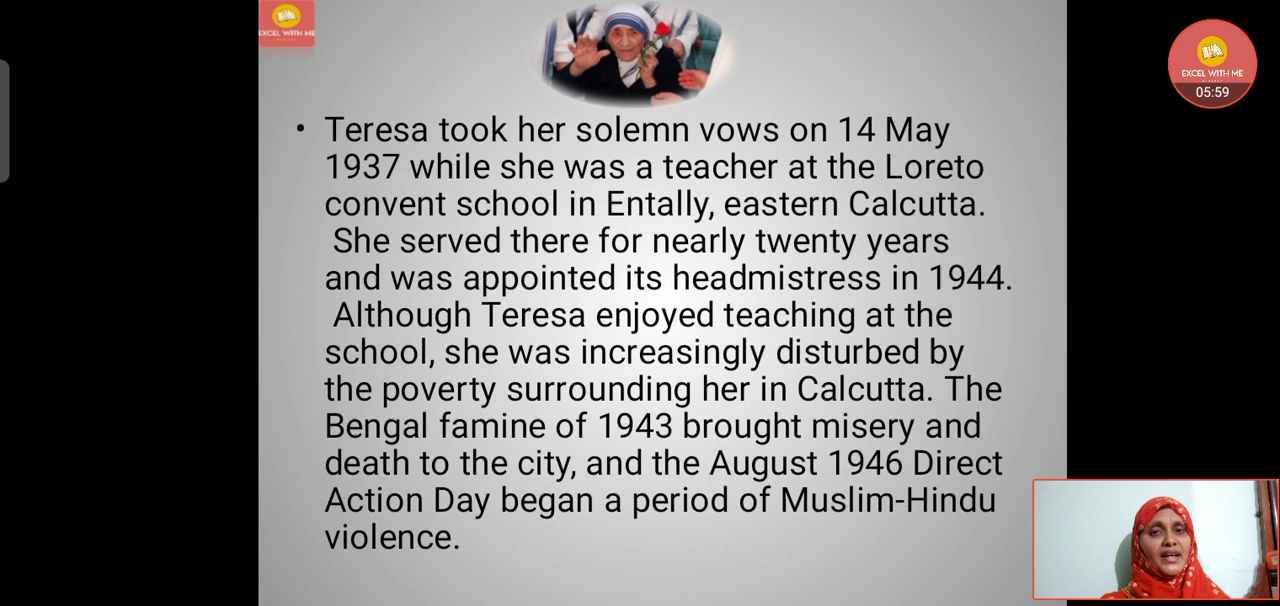 EXCEL WITH ME
EXCEL WITH ME
05:59
• Teresa took her solemn vows on 14 May
1937 while she was a teacher at the Loreto
convent school in Entally, eastern Calcutta.
She served there for nearly twenty years
and was appointed its headmistress in 1944.
Although Teresa enjoyed teaching at the
school, she was increasingly disturbed by
the poverty surrounding her in Calcutta. The
Bengal famine of 1943 brought misery and
death to the city, and the August 1946 Direct
Action Day began a period of Muslim-Hindu
violence.